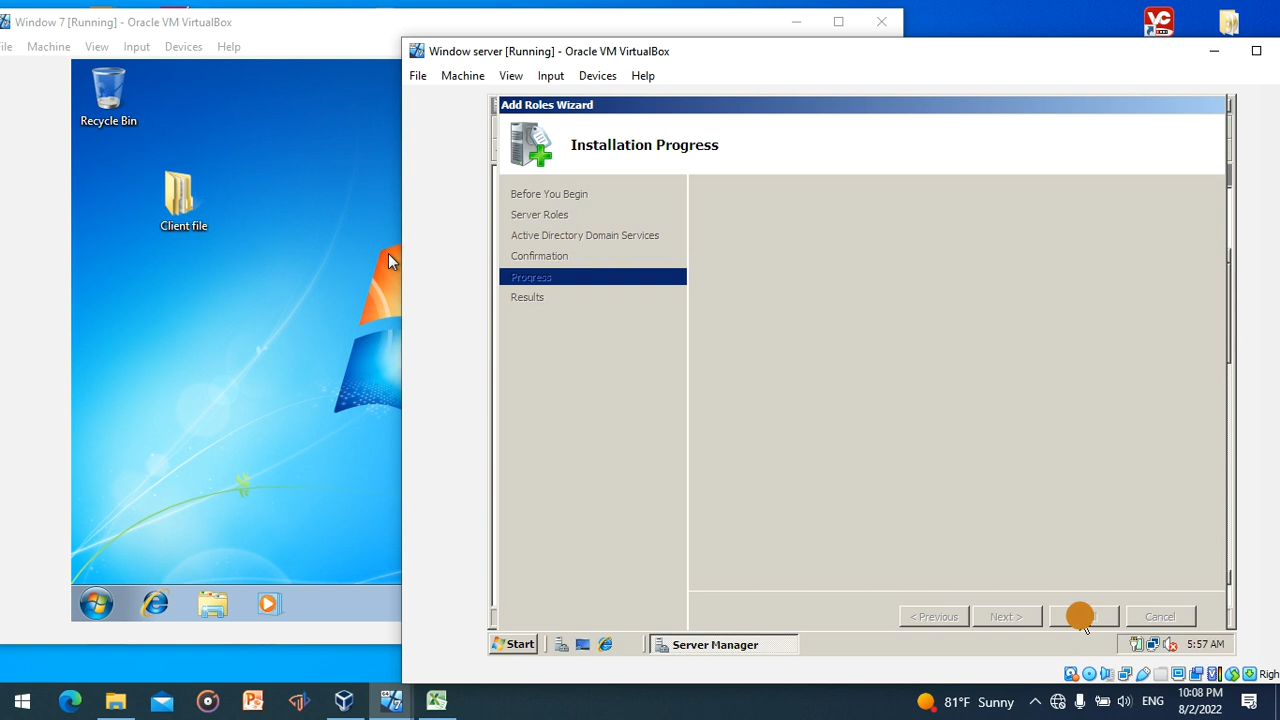 Window 7 [Running] - Oracle VM VirtualBox
ile Machine View Input Devices Help
Recycle Bin
Client file
Window server [Running] - Oracle VM VirtualBox
File Machine View Input Devices Help
Add Roles Wizard
Installation Progress
Before You Begin
Server Roles
Active Directory Domain Services
Confirmation
Progress
Results
< Previous Next > Cancel
Start Server Manager 5:57 AM
Righ
81°F Sunny ENG 10:08 PM
8/2/2022